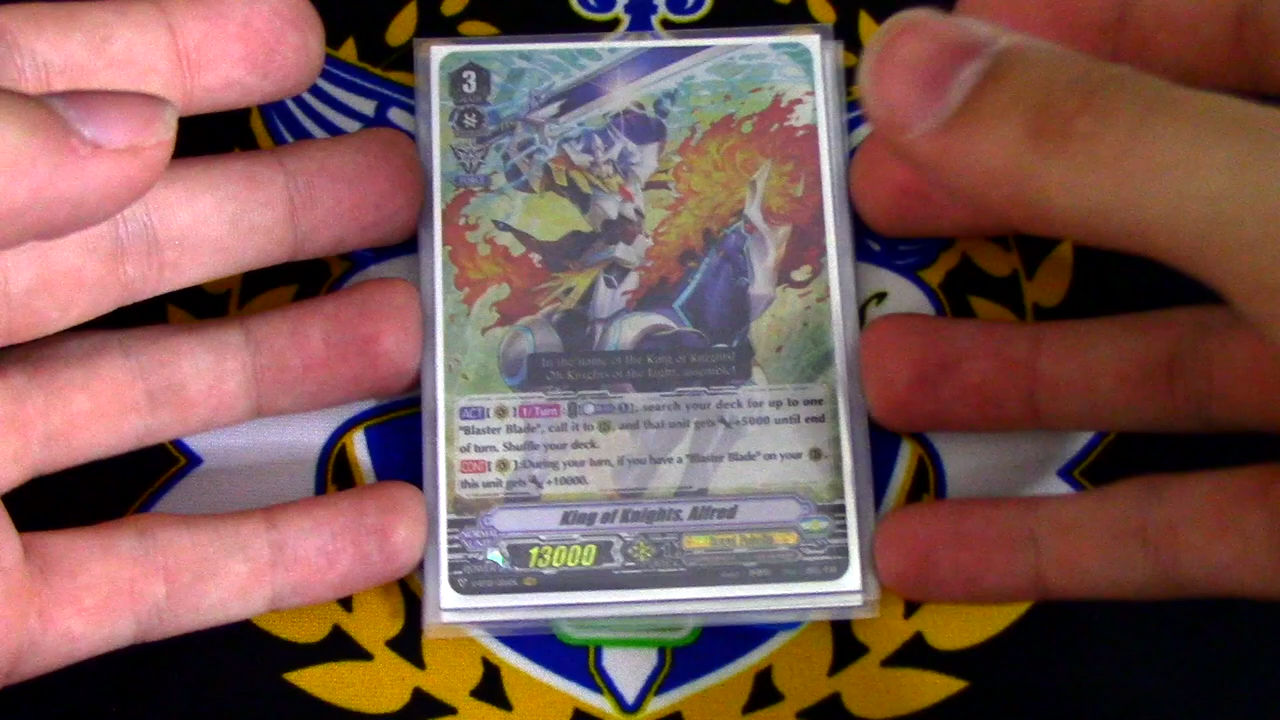 3
In the name of the King of Knights!
Oh Knights of the Light, assemble!
ACT [ ] 1/Turn : [ ], search your deck for up to one
"Blaster Blade", call it to , and that unit gets +5000 until end
of turn. Shuffle your deck.
CONT [ ] :During your turn, if you have a "Blaster Blade" on your ,
this unit gets +10000.
King of Knights, Alfred
13000 1 Royal Paladin